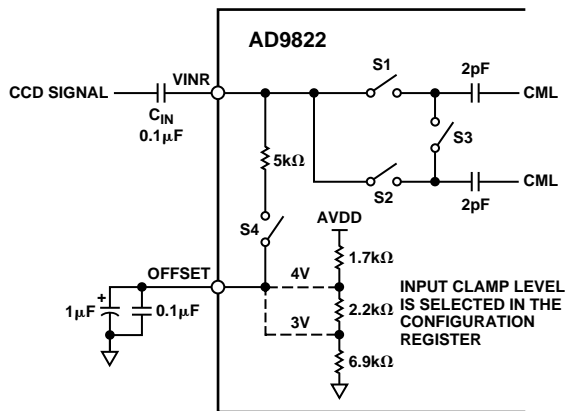 AD9822
S1
2pF
VINR
CCD SIGNAL
CML
CIN
0.1μF
S3
5kΩ
S2
CML
2pF
AVDD
S4
1.7kΩ
OFFSET
4V
INPUT CLAMP LEVEL
IS SELECTED IN THE
CONFIGURATION
REGISTER
1μF
+
0.1μF
2.2kΩ
3V
6.9kΩ